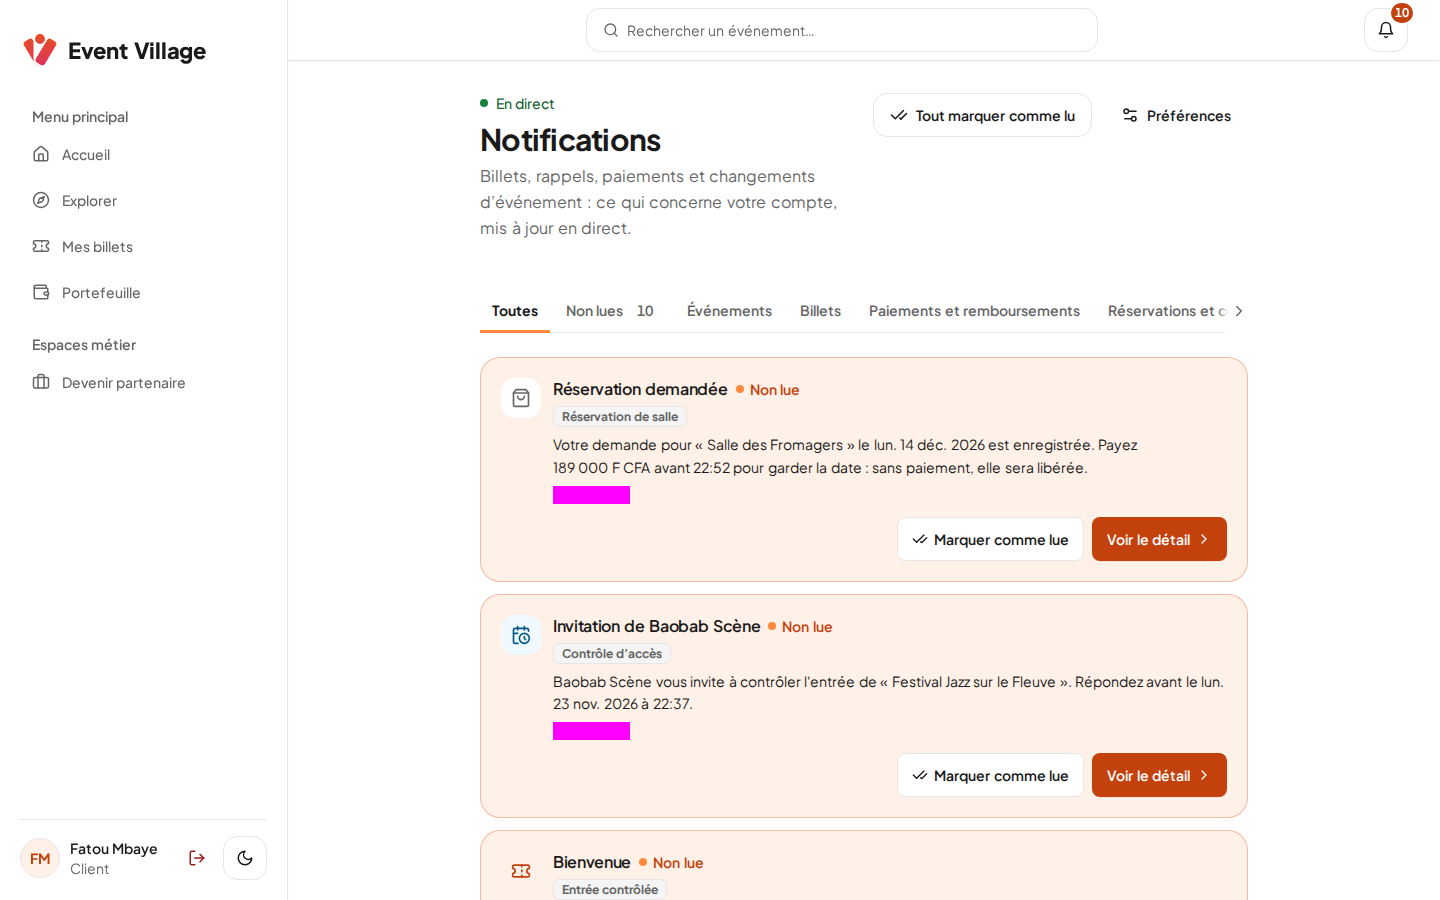 Event Village
Menu principal
Accueil
Explorer
Mes billets
Portefeuille
Espaces métier
Devenir partenaire
FM
Fatou Mbaye
Client
Rechercher un événement...
10
En direct
Notifications
Billets, rappels, paiements et changements
d'événement : ce qui concerne votre compte,
mis à jour en direct.
Tout marquer comme lu
Préférences
Toutes
Non lues 10
Événements
Billets
Paiements et remboursements
Réservations et
Réservation demandée
Non lue
Réservation de salle
Votre demande pour « Salle des Fromagers » le lun. 14 déc. 2026 est enregistrée. Payez
189 000 F CFA avant 22:52 pour garder la date : sans paiement, elle sera libérée.
Marquer comme lue
Voir le détail
Invitation de Baobab Scène
Non lue
Contrôle d'accès
Baobab Scène vous invite à contrôler l'entrée de « Festival Jazz sur le Fleuve ». Répondez avant le lun.
23 nov. 2026 à 22:37.
Marquer comme lue
Voir le détail
Bienvenue
Non lue
Entrée contrôlée